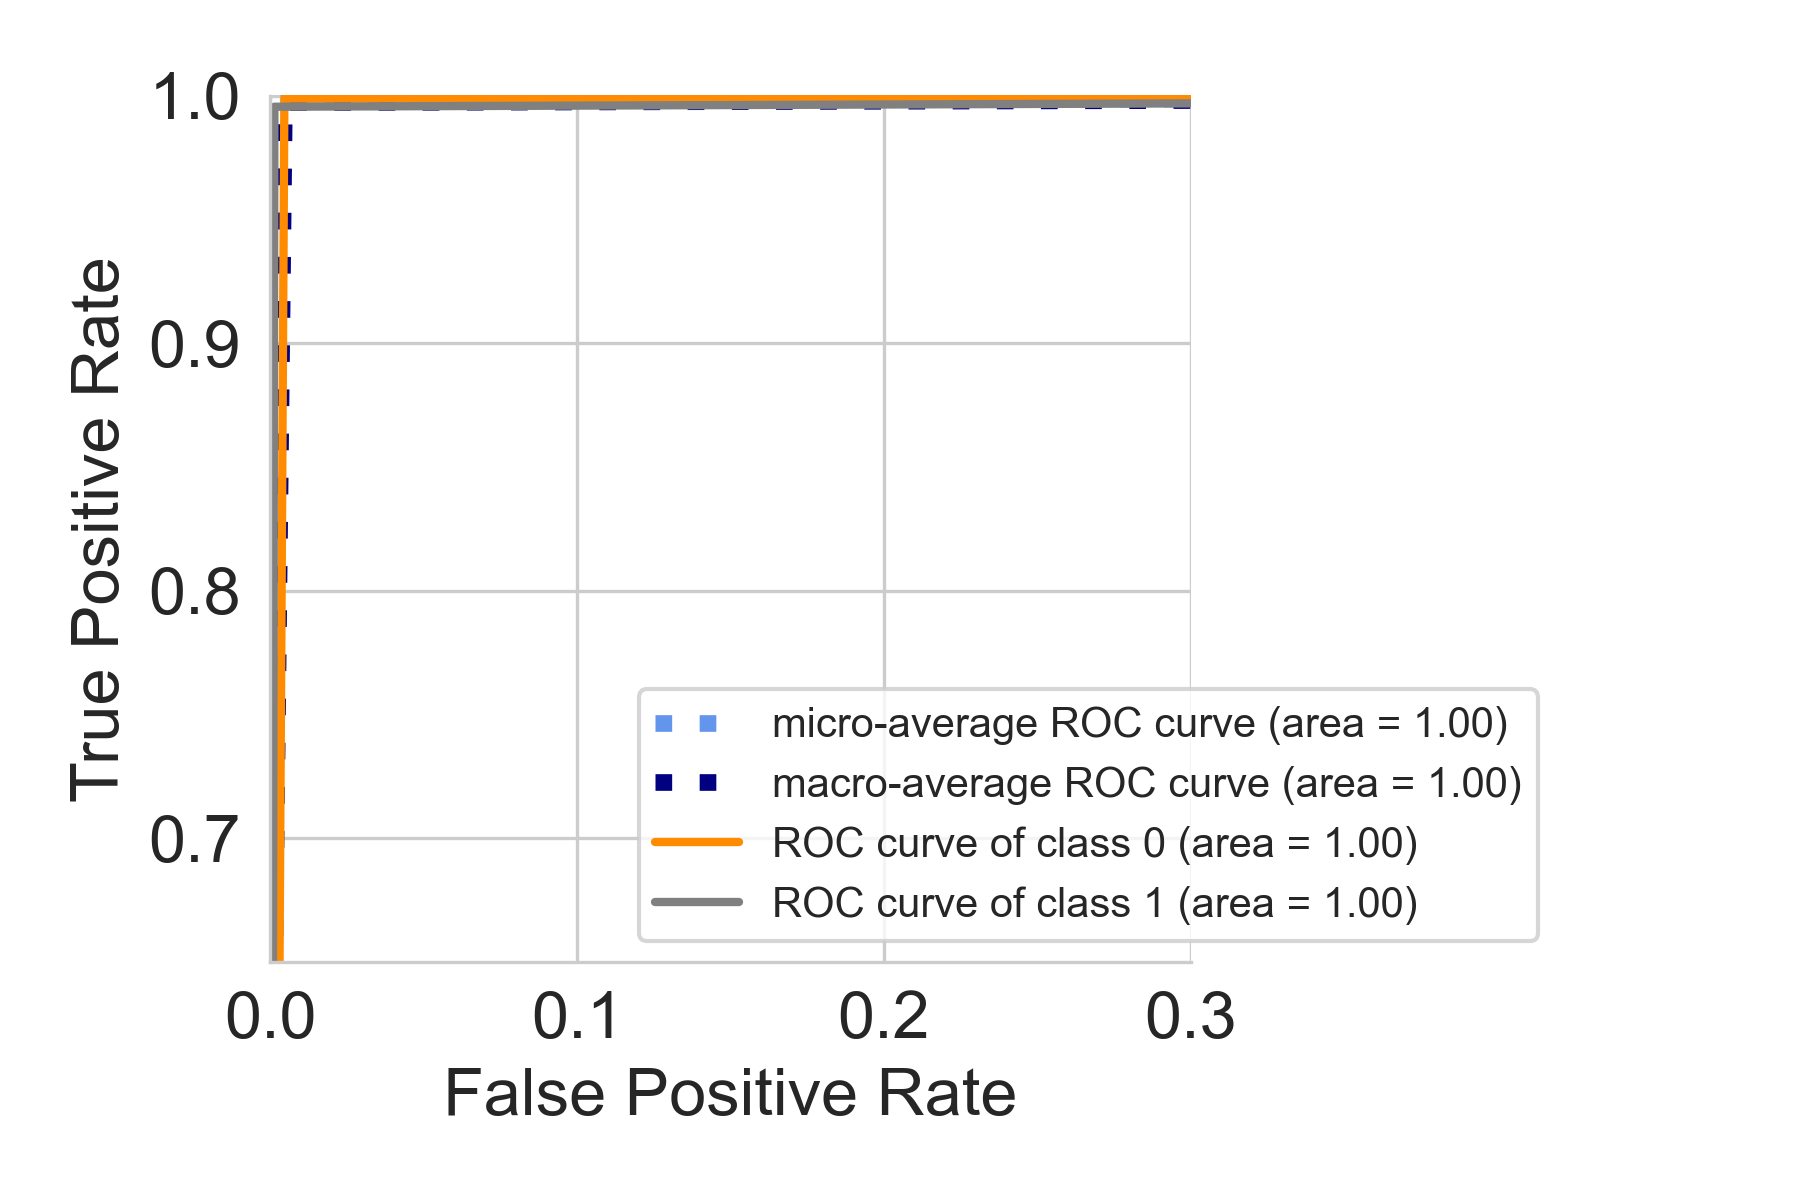 1.0
0.9
0.8
0.7
True Positive Rate
micro-average ROC curve (area = 1.00)
macro-average ROC curve (area = 1.00)
ROC curve of class 0 (area = 1.00)
ROC curve of class 1 (area = 1.00)
0.0 0.1 0.2 0.3
False Positive Rate